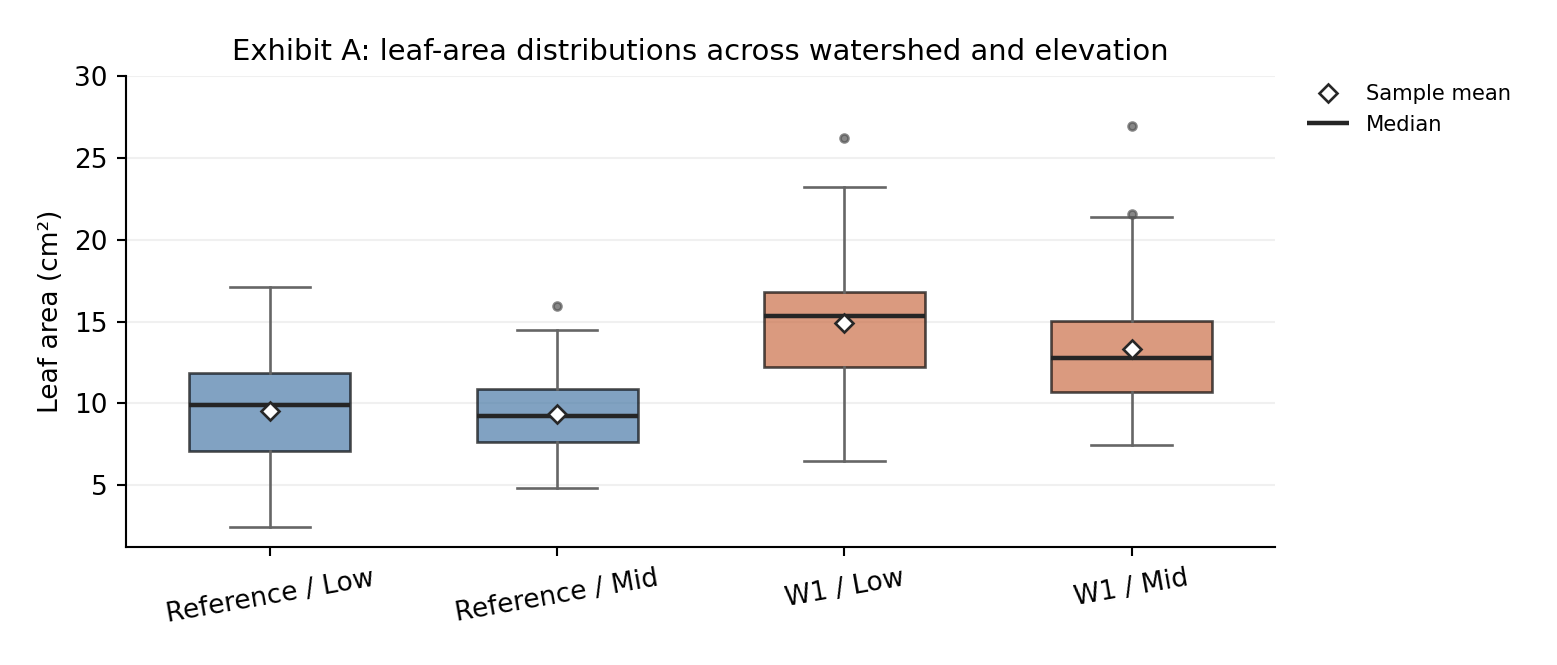 Exhibit A: leaf-area distributions across watershed and elevation
Sample mean
Median
Leaf area (cm²)
30
25
20
15
10
5
Reference / Low
Reference / Mid
W1 / Low
W1 / Mid